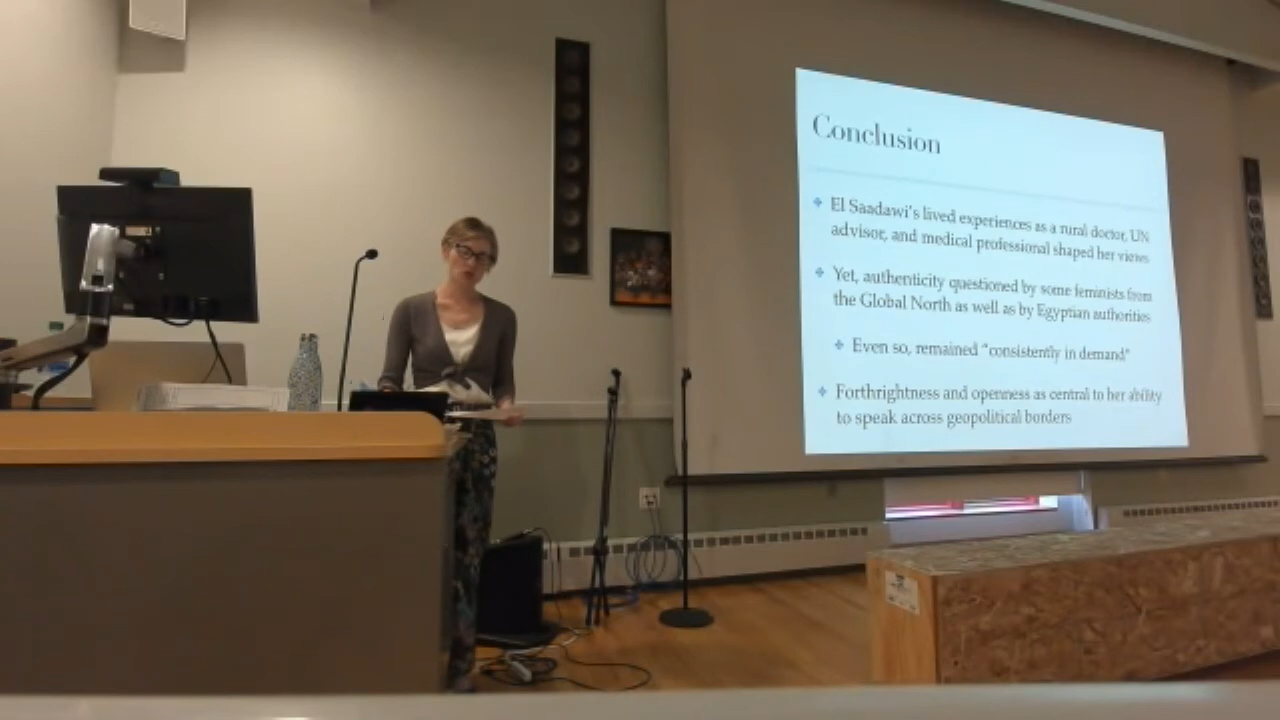 Conclusion
El Saadawi's lived experiences as a rural doctor, UN
advisor, and medical professional shaped her views
Yet, authenticity questioned by some feminists from
the Global North as well as by Egyptian authorities
Even so, remained “consistently in demand”
Forthrightness and openness as central to her ability
to speak across geopolitical borders